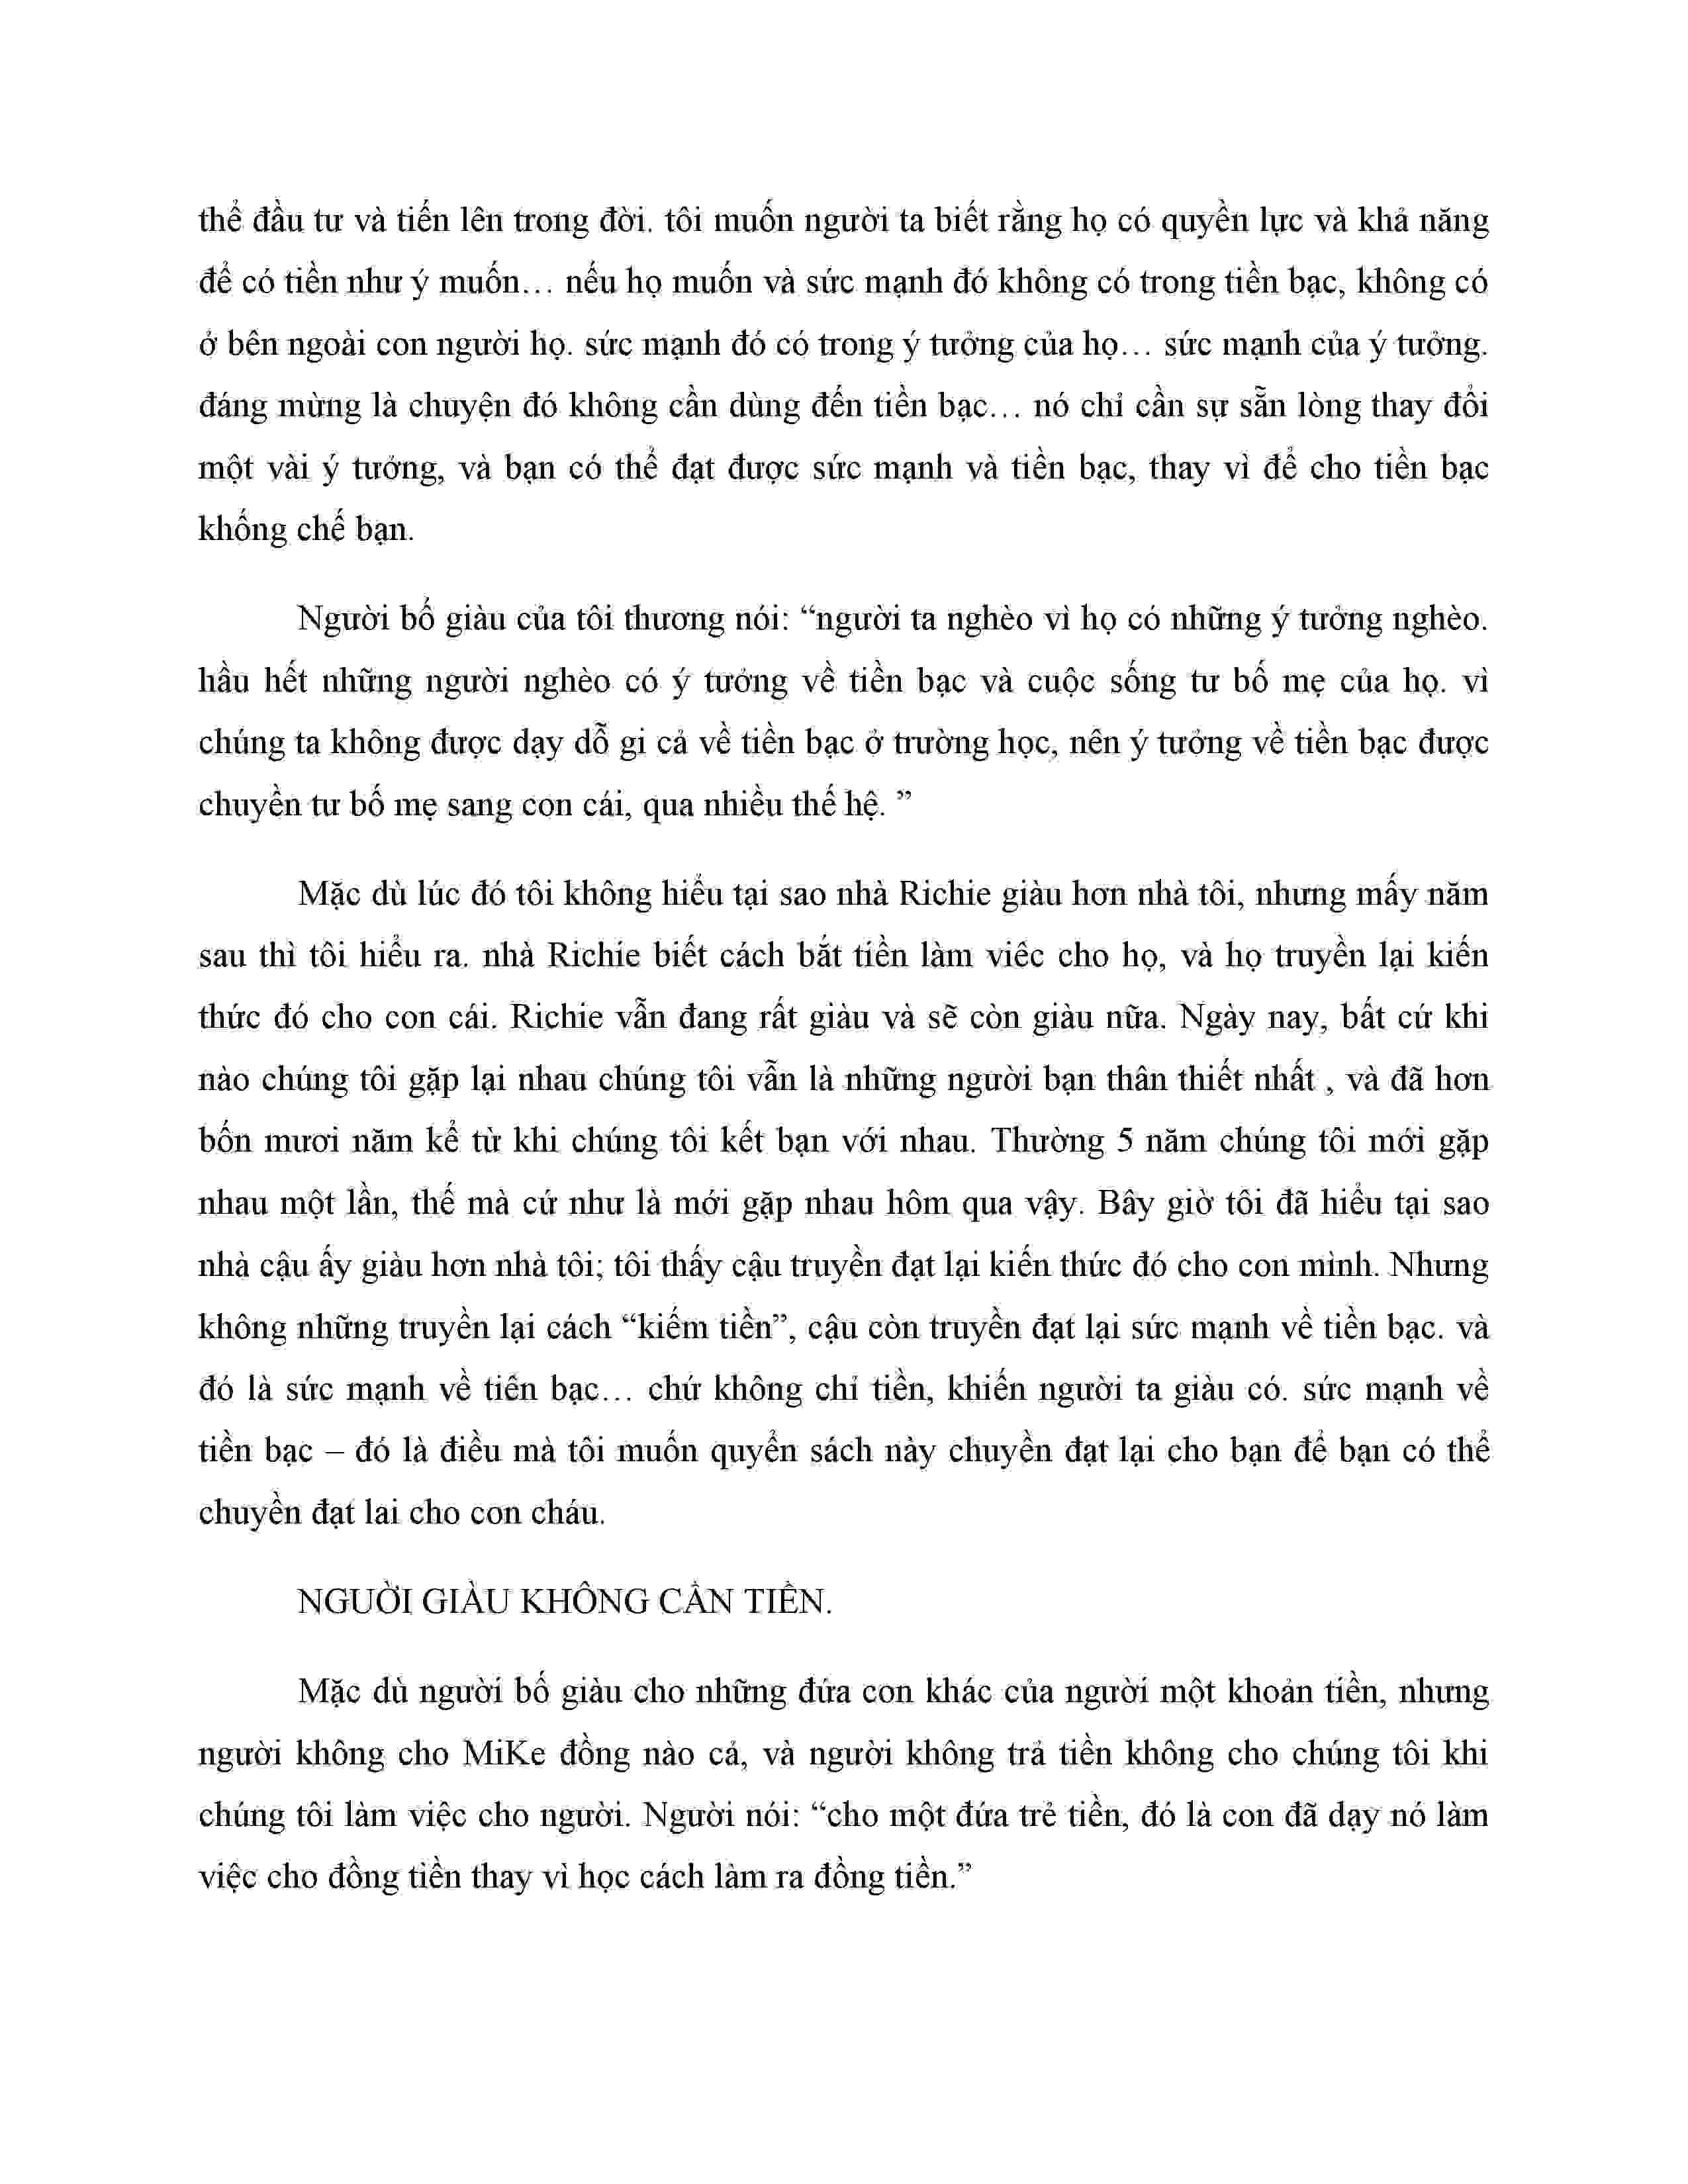 thể đầu tư và tiến lên trong đời. tôi muốn người ta biết rằng họ có quyền lực và khả năng
để có tiền như ý muốn… nếu họ muốn và sức mạnh đó không có trong tiền bạc, không có
ở bên ngoài con người họ. sức mạnh đó có trong ý tưởng của họ… sức mạnh của ý tưởng.
đáng mừng là chuyện đó không cần dùng đến tiền bạc… nó chỉ cần sự sẵn lòng thay đổi
một vài ý tưởng, và bạn có thể đạt được sức mạnh và tiền bạc, thay vì để cho tiền bạc
khống chế bạn.
Người bố giàu của tôi thương nói: “người ta nghèo vì họ có những ý tưởng nghèo.
hầu hết những người nghèo có ý tưởng về tiền bạc và cuộc sống tư bố mẹ của họ. vì
chúng ta không được dạy dỗ gi cả về tiền bạc ở trường học, nên ý tưởng về tiền bạc được
chuyền tư bố mẹ sang con cái, qua nhiều thế hệ. ”
Mặc dù lúc đó tôi không hiểu tại sao nhà Richie giàu hơn nhà tôi, nhưng mấy năm
sau thì tôi hiểu ra. nhà Richie biết cách bắt tiền làm viêc cho họ, và họ truyền lại kiến
thức đó cho con cái. Richie vẫn đang rất giàu và sẽ còn giàu nữa. Ngày nay, bất cứ khi
nào chúng tôi gặp lại nhau chúng tôi vẫn là những người bạn thân thiết nhất , và đã hơn
bốn mươi năm kể từ khi chúng tôi kết bạn với nhau. Thường 5 năm chúng tôi mới gặp
nhau một lần, thế mà cứ như là mới gặp nhau hôm qua vậy. Bây giờ tôi đã hiểu tại sao
nhà cậu ấy giàu hơn nhà tôi; tôi thấy cậu truyền đạt lại kiến thức đó cho con mình. Nhưng
không những truyền lại cách “kiếm tiền”, cậu còn truyền đạt lại sức mạnh về tiền bạc. và
đó là sức mạnh về tiên bạc… chứ không chỉ tiền, khiến người ta giàu có. sức mạnh về
tiền bạc – đó là điều mà tôi muốn quyển sách này chuyền đạt lại cho bạn để bạn có thể
chuyền đạt lai cho con cháu.
NGƯỜI GIÀU KHÔNG CẦN TIỀN.
Mặc dù người bố giàu cho những đứa con khác của người một khoản tiền, nhưng
người không cho MiKe đồng nào cả, và người không trả tiền không cho chúng tôi khi
chúng tôi làm việc cho người. Người nói: “cho một đứa trẻ tiền, đó là con đã dạy nó làm
việc cho đồng tiền thay vì học cách làm ra đồng tiền.”